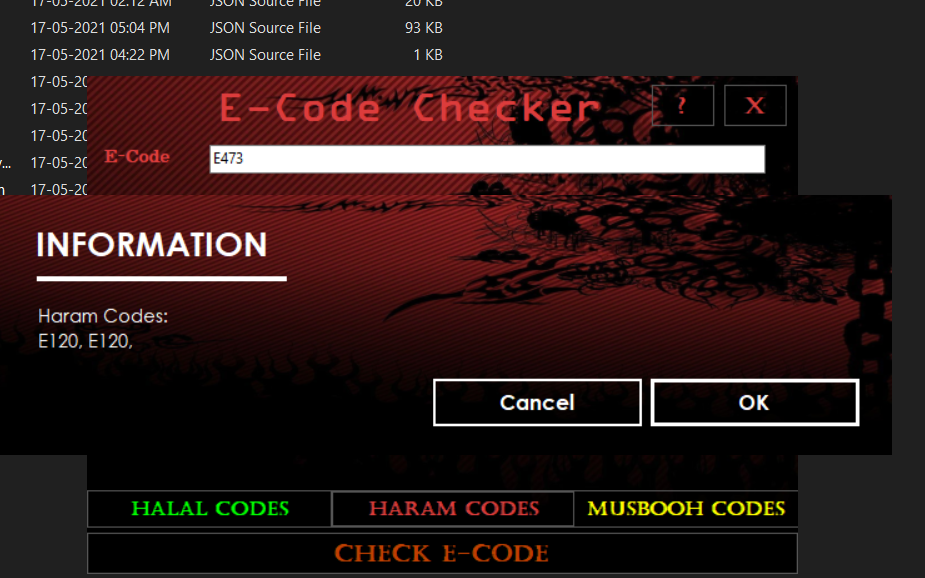 17-05-2021 02:12 AM JSON Source File 20 KB
17-05-2021 05:04 PM JSON Source File 93 KB
17-05-2021 04:22 PM JSON Source File 1 KB
17-05-20
E-Code Checker ? X
17-05-20
17-05-20
E-Code E473
17-05-20
17-05-20
INFORMATION
Haram Codes:
E120, E120,
Cancel OK
HALAL CODES HARAM CODES MUSBOOH CODES
CHECK E-CODE